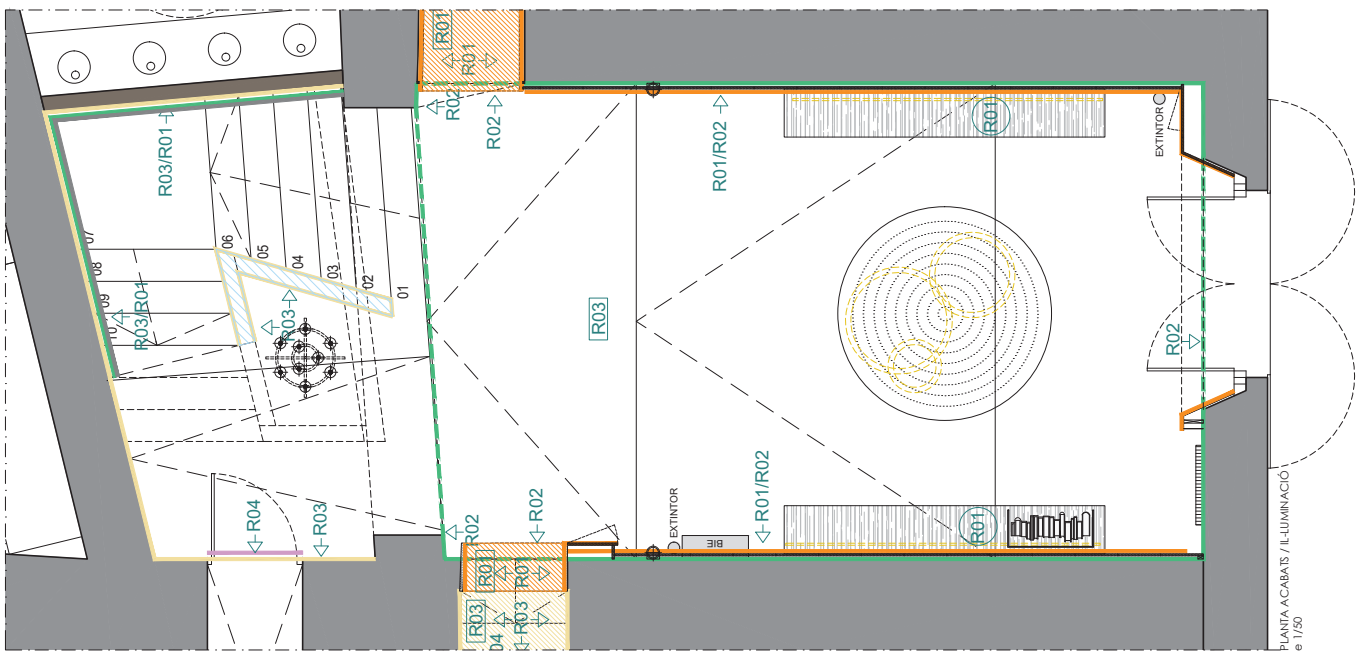 R01
R01
R02
R02
R03/R01
R01/R02
R01
EXTINTOR
07
08
09
10
06
05
04
03
02
01
R03/R01
R03
R03
R02
R04
R03
R02
R02
EXTINTOR
BIE
R01/R02
R01
R01
R01
R03
R03
04
PLANTA ACABATS / IL·LUMINACIÓ
e 1/50